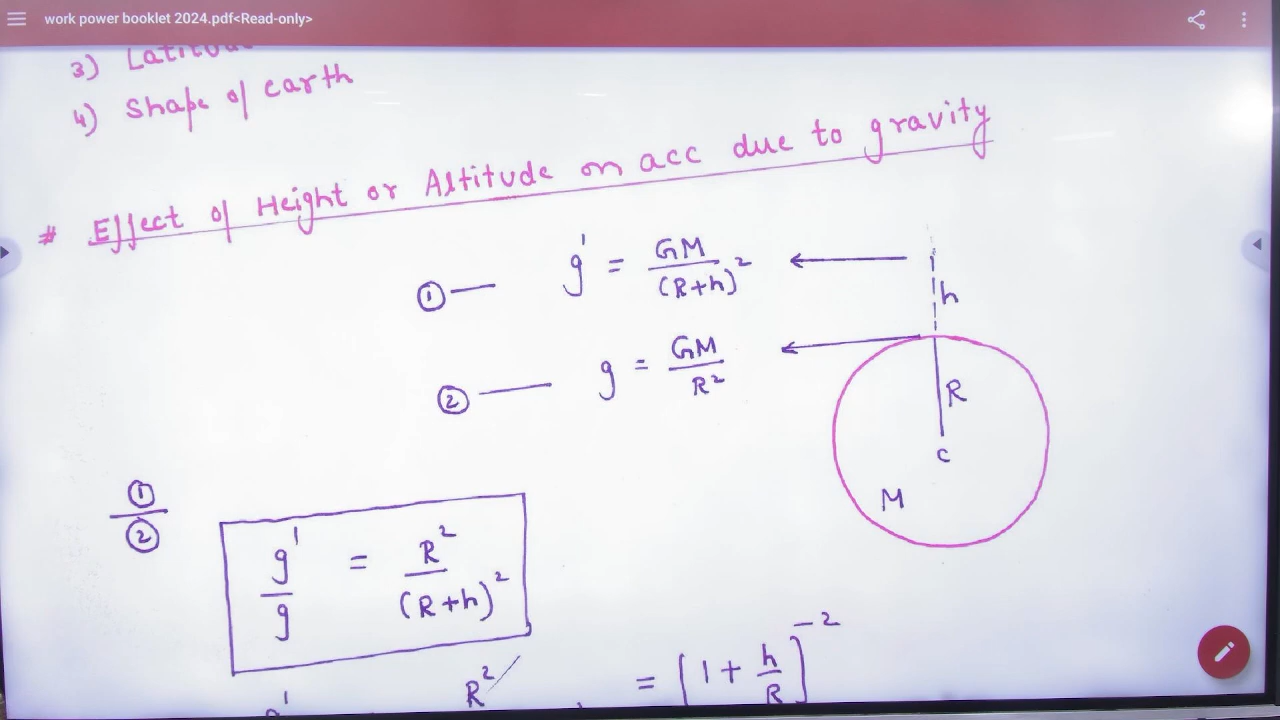 work power booklet 2024.pdf<Read-only>
3) Latitude
4) Shape of earth
# Effect of Height or Altitude on acc due to gravity
① — g' = GM/(R+h)²
h
② — g = GM/R²
R
C
M
①/②
g'/g = R²/(R+h)²
R² = [1 + h/R]⁻²